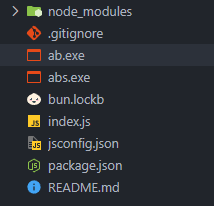 node_modules
.gitignore
ab.exe
abs.exe
bun.lockb
index.js
jsconfig.json
package.json
README.md